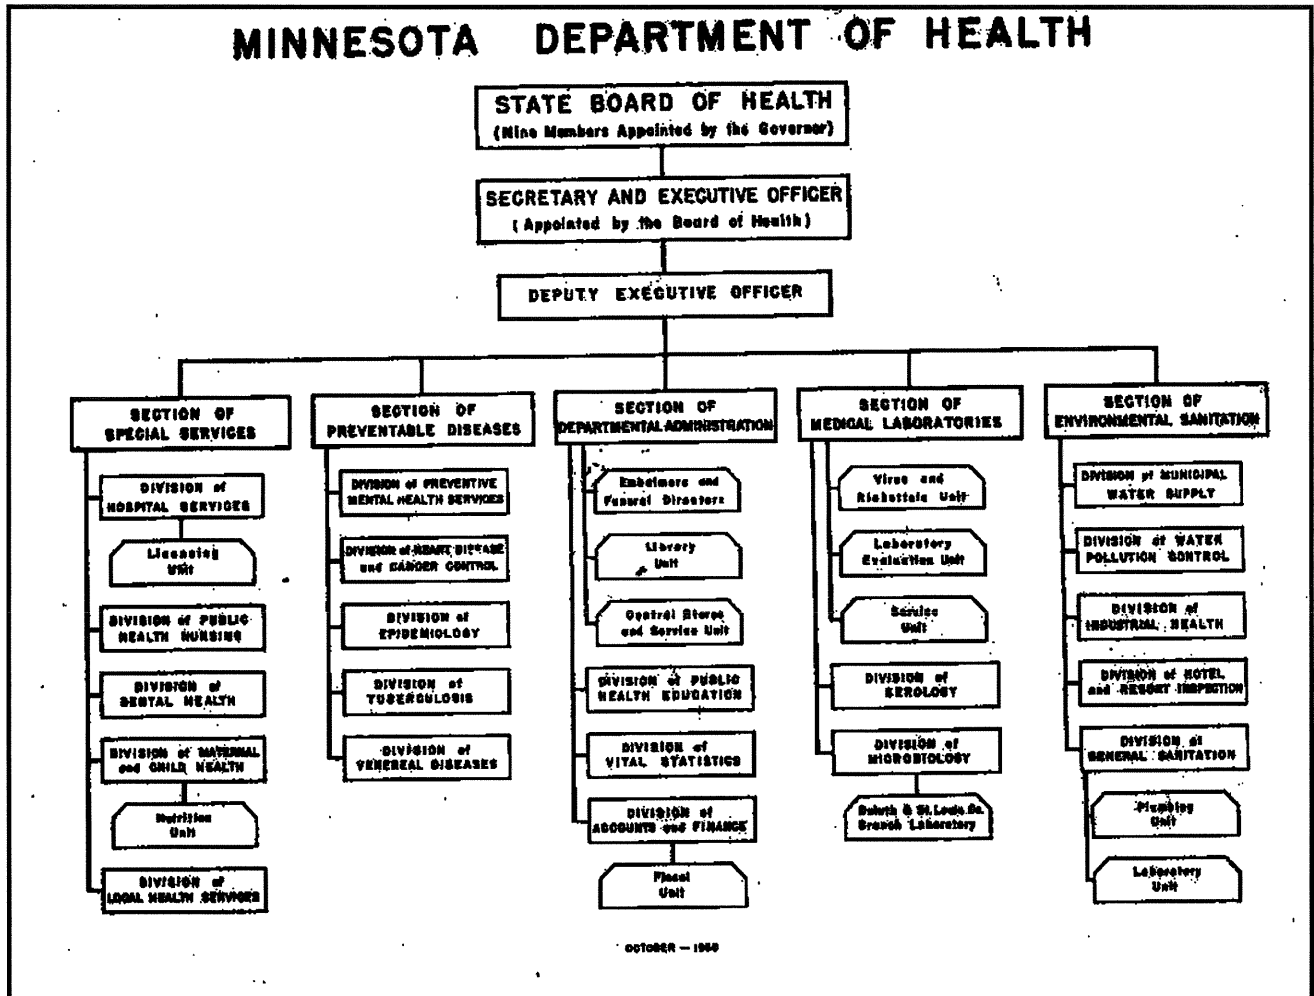 MINNESOTA DEPARTMENT OF HEALTH
STATE BOARD OF HEALTH
(Nine Members Appointed by the Governor)
SECRETARY AND EXECUTIVE OFFICER
(Appointed by the Board of Health)
DEPUTY EXECUTIVE OFFICER
SECTION OF
SPECIAL SERVICES
DIVISION of
HOSPITAL SERVICES
Licensing
Unit
DIVISION of PUBLIC
HEALTH NURSING
DIVISION of
DENTAL HEALTH
DIVISION of MATERNAL
and CHILD HEALTH
Nutrition
Unit
DIVISION of
LOCAL HEALTH SERVICES
SECTION OF
PREVENTABLE DISEASES
DIVISION of PREVENTIVE
MENTAL HEALTH SERVICES
DIVISION of HEART DISEASE
and CANCER CONTROL
DIVISION of
EPIDEMIOLOGY
DIVISION of
TUBERCULOSIS
DIVISION of
VENEREAL DISEASES
SECTION OF
DEPARTMENTAL ADMINISTRATION
Embalmers and
Funeral Directors
Library
Unit
Central Stores
and Service Unit
DIVISION of PUBLIC
HEALTH EDUCATION
DIVISION of
VITAL STATISTICS
DIVISION of
ACCOUNTS and FINANCE
Fiscal
Unit
SECTION OF
MEDICAL LABORATORIES
Virus and
Rickettsia Unit
Laboratory
Evaluation Unit
Service
Unit
DIVISION of
SEROLOGY
DIVISION of
MICROBIOLOGY
Duluth & St. Louis Co.
Branch Laboratory
SECTION OF
ENVIRONMENTAL SANITATION
DIVISION of MUNICIPAL
WATER SUPPLY
DIVISION of WATER
POLLUTION CONTROL
DIVISION of
INDUSTRIAL HEALTH
DIVISION of HOTEL
and RESORT INSPECTION
DIVISION of
GENERAL SANITATION
Plumbing
Unit
Laboratory
Unit
OCTOBER —